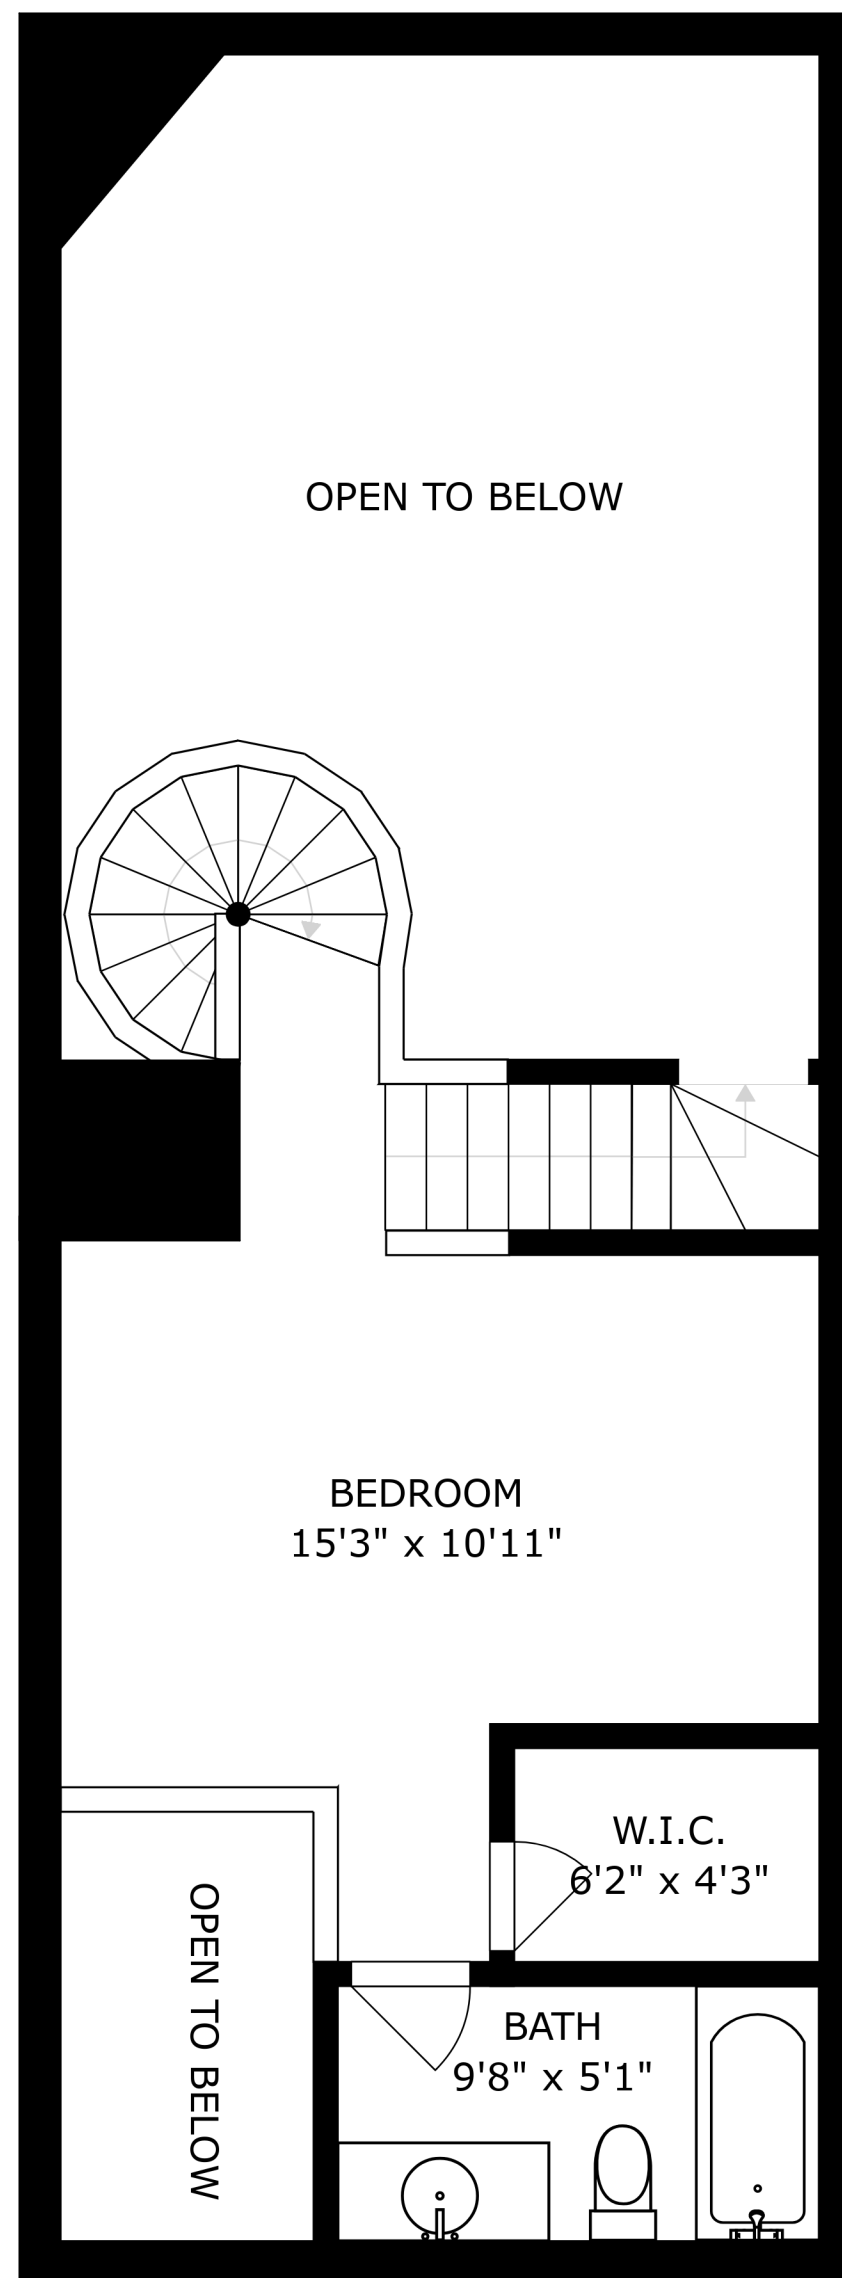 OPEN TO BELOW
BEDROOM
15'3" x 10'11"
W.I.C.
6'2" x 4'3"
OPEN TO BELOW
BATH
9'8" x 5'1"